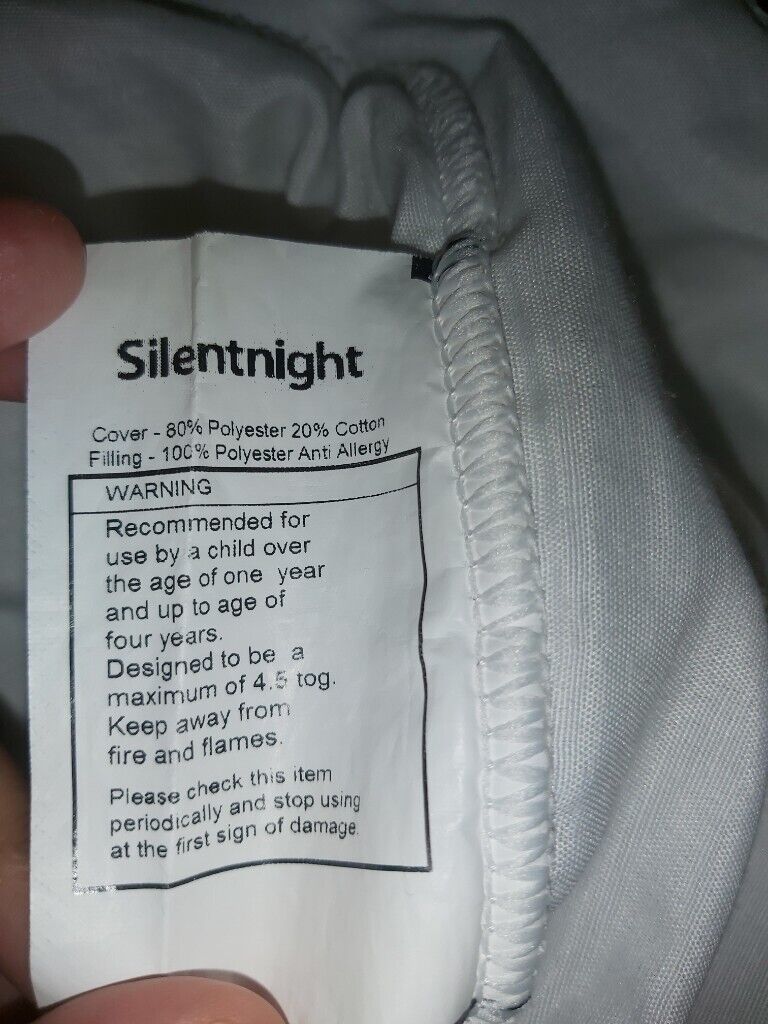 Silentnight
Cover - 80% Polyester 20% Cotton
Filling - 100% Polyester Anti Allergy
WARNING
Recommended for
use by a child over
the age of one year
and up to age of
four years.
Designed to be a
maximum of 4.5 tog.
Keep away from
fire and flames.
Please check this item
periodically and stop using
at the first sign of damage.